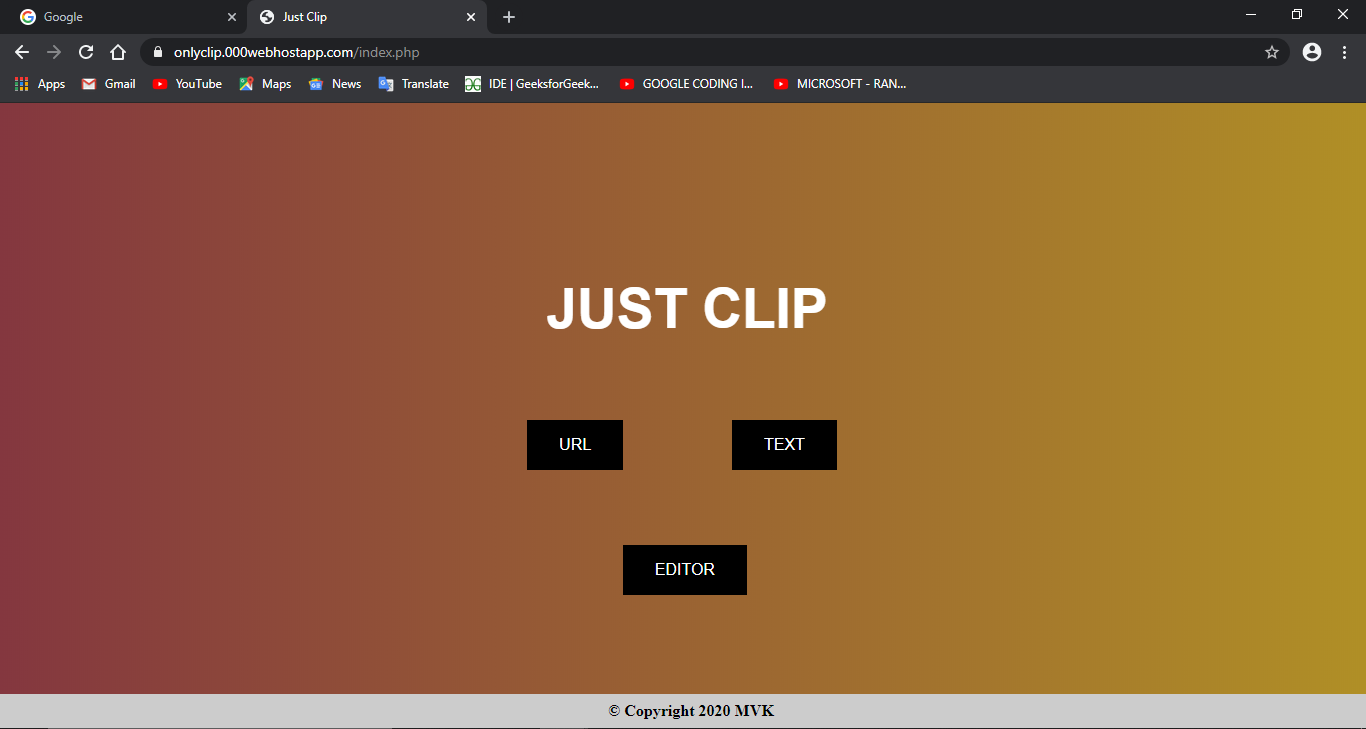 Google
Just Clip
onlyclip.000webhostapp.com/index.php
Apps Gmail YouTube Maps News Translate IDE | GeeksforGeek... GOOGLE CODING I... MICROSOFT - RAN...
JUST CLIP
URL TEXT
EDITOR
© Copyright 2020 MVK